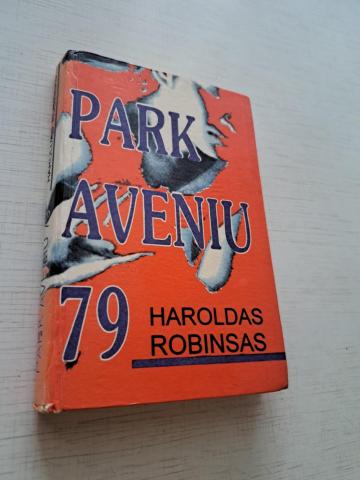 PARK
AVENIU
79
HAROLDAS
ROBINSAS